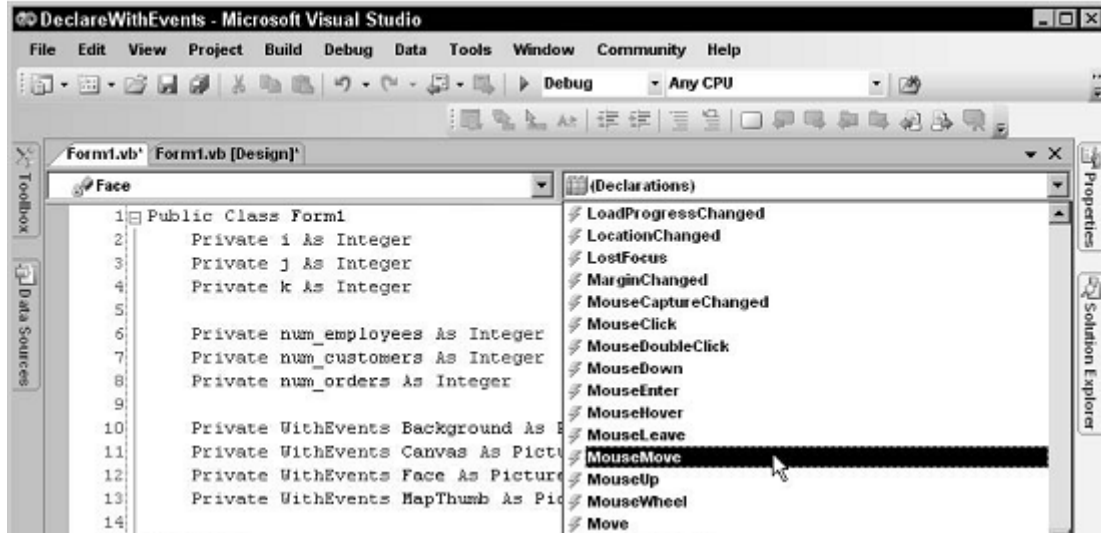 DeclareWithEvents - Microsoft Visual Studio
File Edit View Project Build Debug Data Tools Window Community Help
Debug Any CPU
Form1.vb* Form1.vb [Design]*
Toolbox
Data Sources
Properties
Solution Explorer
Face (Declarations)
1 Public Class Form1
2 Private i As Integer
3 Private j As Integer
4 Private k As Integer
5
6 Private num_employees As Integer
7 Private num_customers As Integer
8 Private num_orders As Integer
9
10 Private WithEvents Background As
11 Private WithEvents Canvas As Pictu
12 Private WithEvents Face As Picture
13 Private WithEvents MapThumb As Pic
14
LoadProgressChanged
LocationChanged
LostFocus
MarginChanged
MouseCaptureChanged
MouseClick
MouseDoubleClick
MouseDown
MouseEnter
MouseHover
MouseLeave
MouseMove
MouseUp
MouseWheel
Move